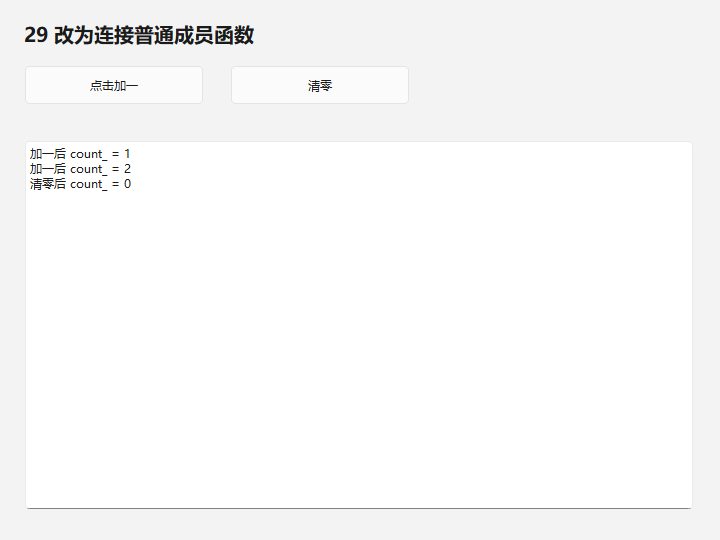 29 改为连接普通成员函数
点击加一
清零
加一后 count_ = 1
加一后 count_ = 2
清零后 count_ = 0